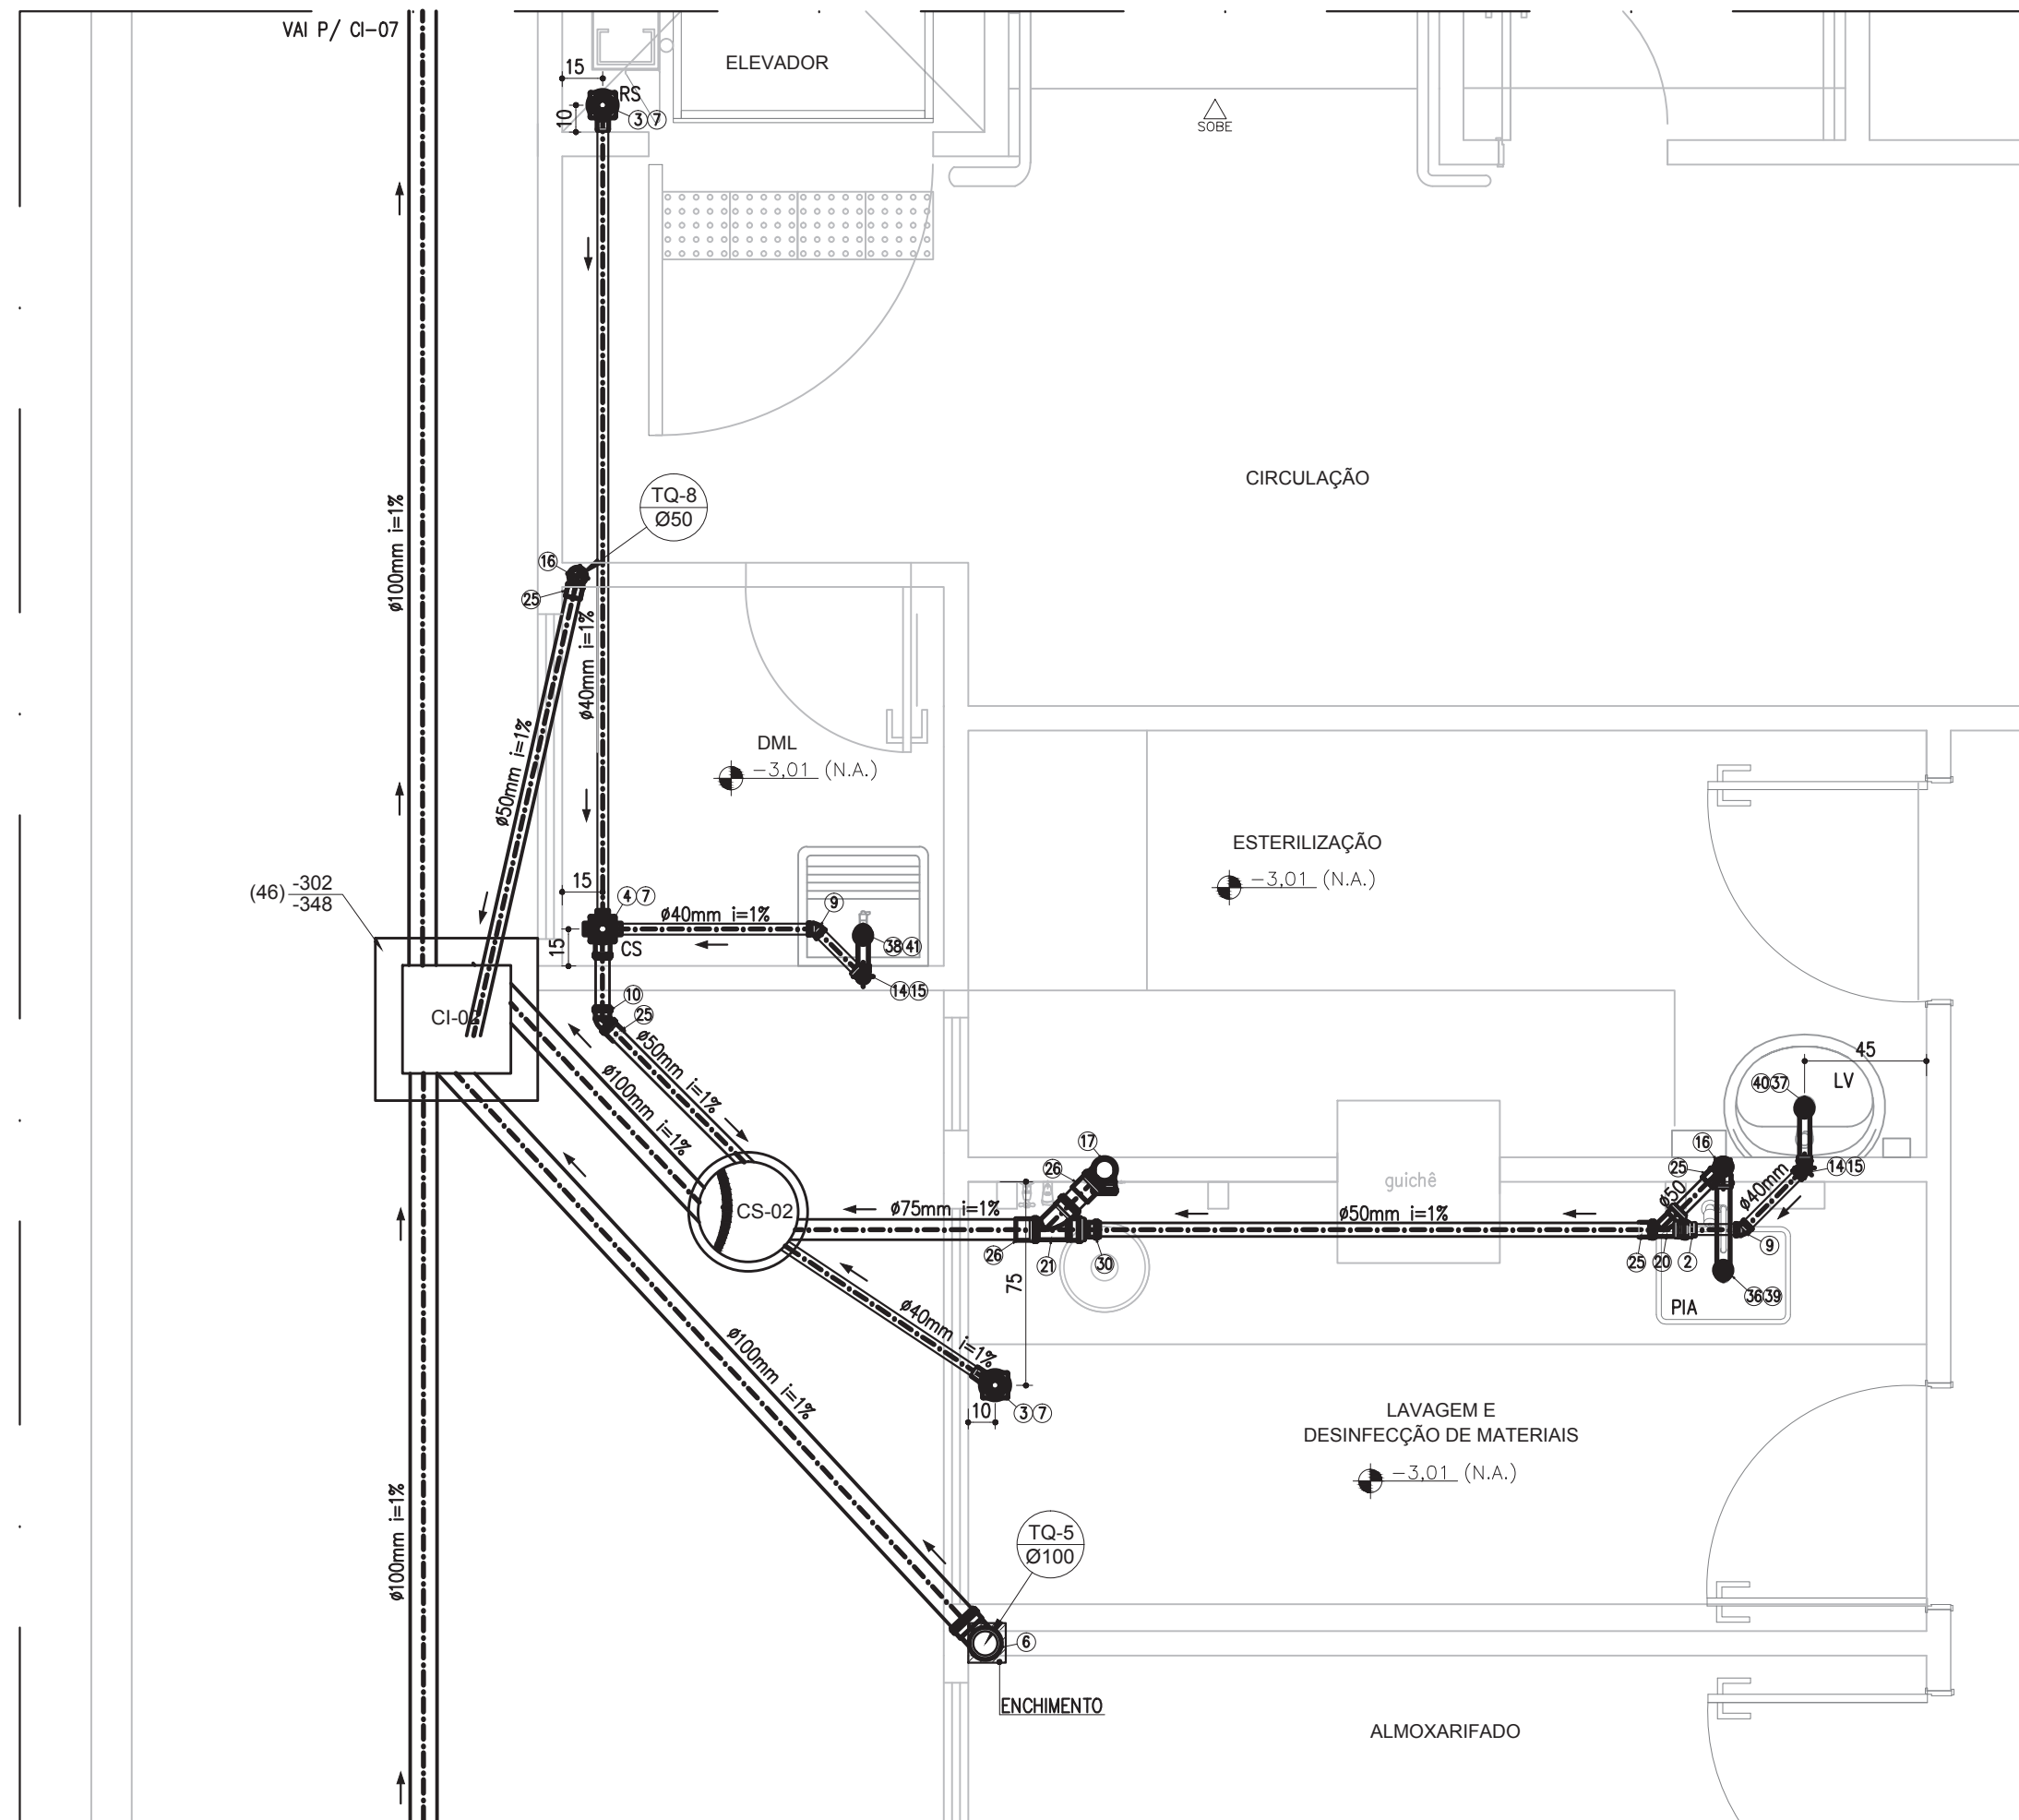 VAI P/ CI-07
15
ELEVADOR
RS
10
3 7
SOBE
TQ-8
Ø50
CIRCULAÇÃO
16
25
ø100mm i=1%
ø40mm i=1%
ø50mm i=1%
DML
-3,01 (N.A.)
ESTERILIZAÇÃO
-3,01 (N.A.)
(46) -302
-348
15
4 7
ø40mm i=1%
9
15
CS
38 41
14 15
10
25
CI-02
ø50mm i=1%
ø100mm i=1%
45
LV
40 37
17
26
16
25
14 15
guichê
ø50
ø40mm
CS-02
ø75mm i=1%
ø50mm i=1%
26
21
30
25
20
2
9
75
36 39
PIA
ø40mm i=1%
ø100mm i=1%
10
3 7
LAVAGEM E
DESINFECÇÃO DE MATERIAIS
-3,01 (N.A.)
ø100mm i=1%
TQ-5
Ø100
6
ENCHIMENTO
ALMOXARIFADO